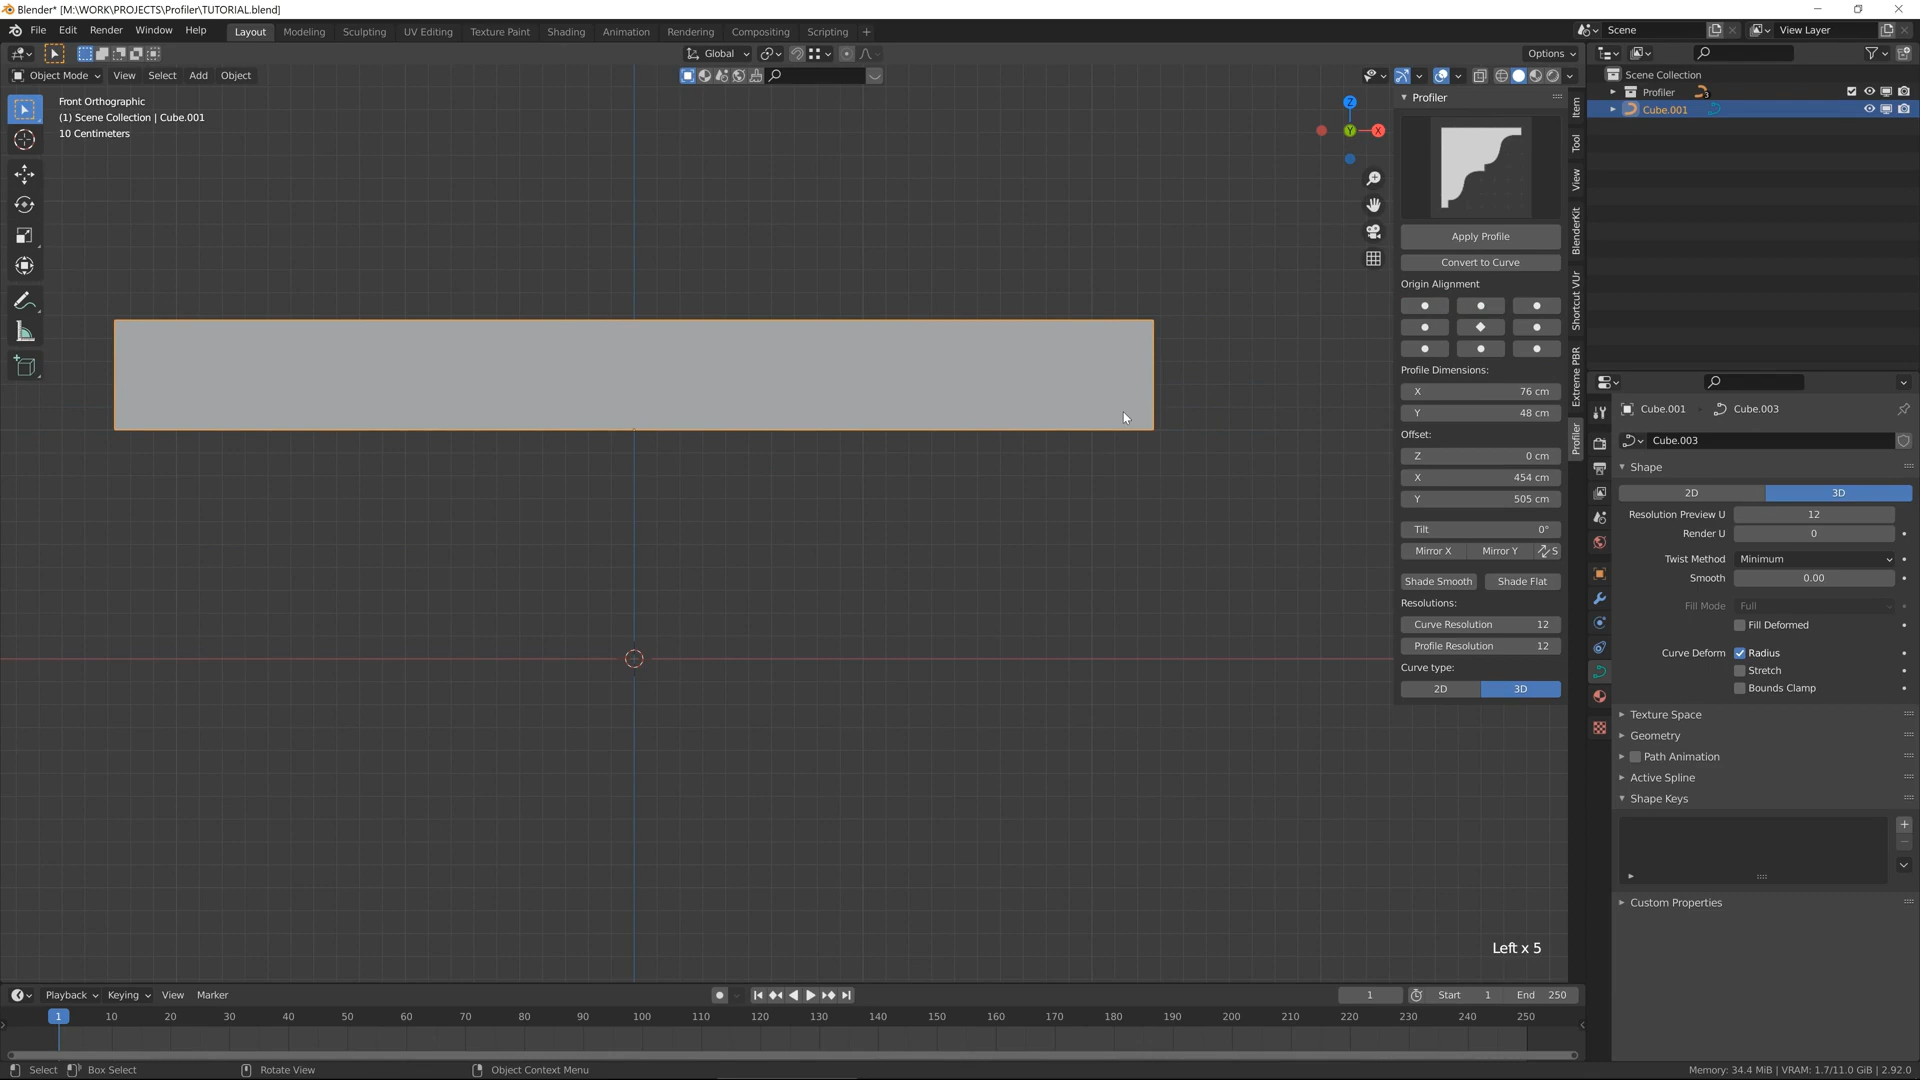 Blender* [M:\WORK\PROJECTS\Profiler\TUTORIAL.blend]
File Edit Render Window Help Layout Modeling Sculpting UV Editing Texture Paint Shading Animation Rendering Compositing Scripting + Scene View Layer
Global Options
Object Mode View Select Add Object
Front Orthographic
(1) Scene Collection | Cube.001
10 Centimeters
Z
Y
X
Profiler
Apply Profile
Convert to Curve
Origin Alignment
Profile Dimensions:
X 76 cm
Y 48 cm
Offset:
Z 0 cm
X 454 cm
Y 505 cm
Tilt 0°
Mirror X Mirror Y S
Shade Smooth Shade Flat
Resolutions:
Curve Resolution 12
Profile Resolution 12
Curve type:
2D 3D
Item
Tool
View
BlenderKit
Shortcut VUr
Extreme PBR
Profiler
Scene Collection
Profiler 3
Cube.001
Cube.001 Cube.003
Cube.003
Shape
2D 3D
Resolution Preview U 12
Render U 0
Twist Method Minimum
Smooth 0.00
Fill Mode Full
Fill Deformed
Curve Deform Radius
Stretch
Bounds Clamp
Texture Space
Geometry
Path Animation
Active Spline
Shape Keys
Custom Properties
Left x 5
Playback Keying View Marker 1 Start 1 End 250
1 10 20 30 40 50 60 70 80 90 100 110 120 130 140 150 160 170 180 190 200 210 220 230 240 250
Select Box Select Rotate View Object Context Menu Memory: 34.4 MiB | VRAM: 1.7/11.0 GiB | 2.92.0